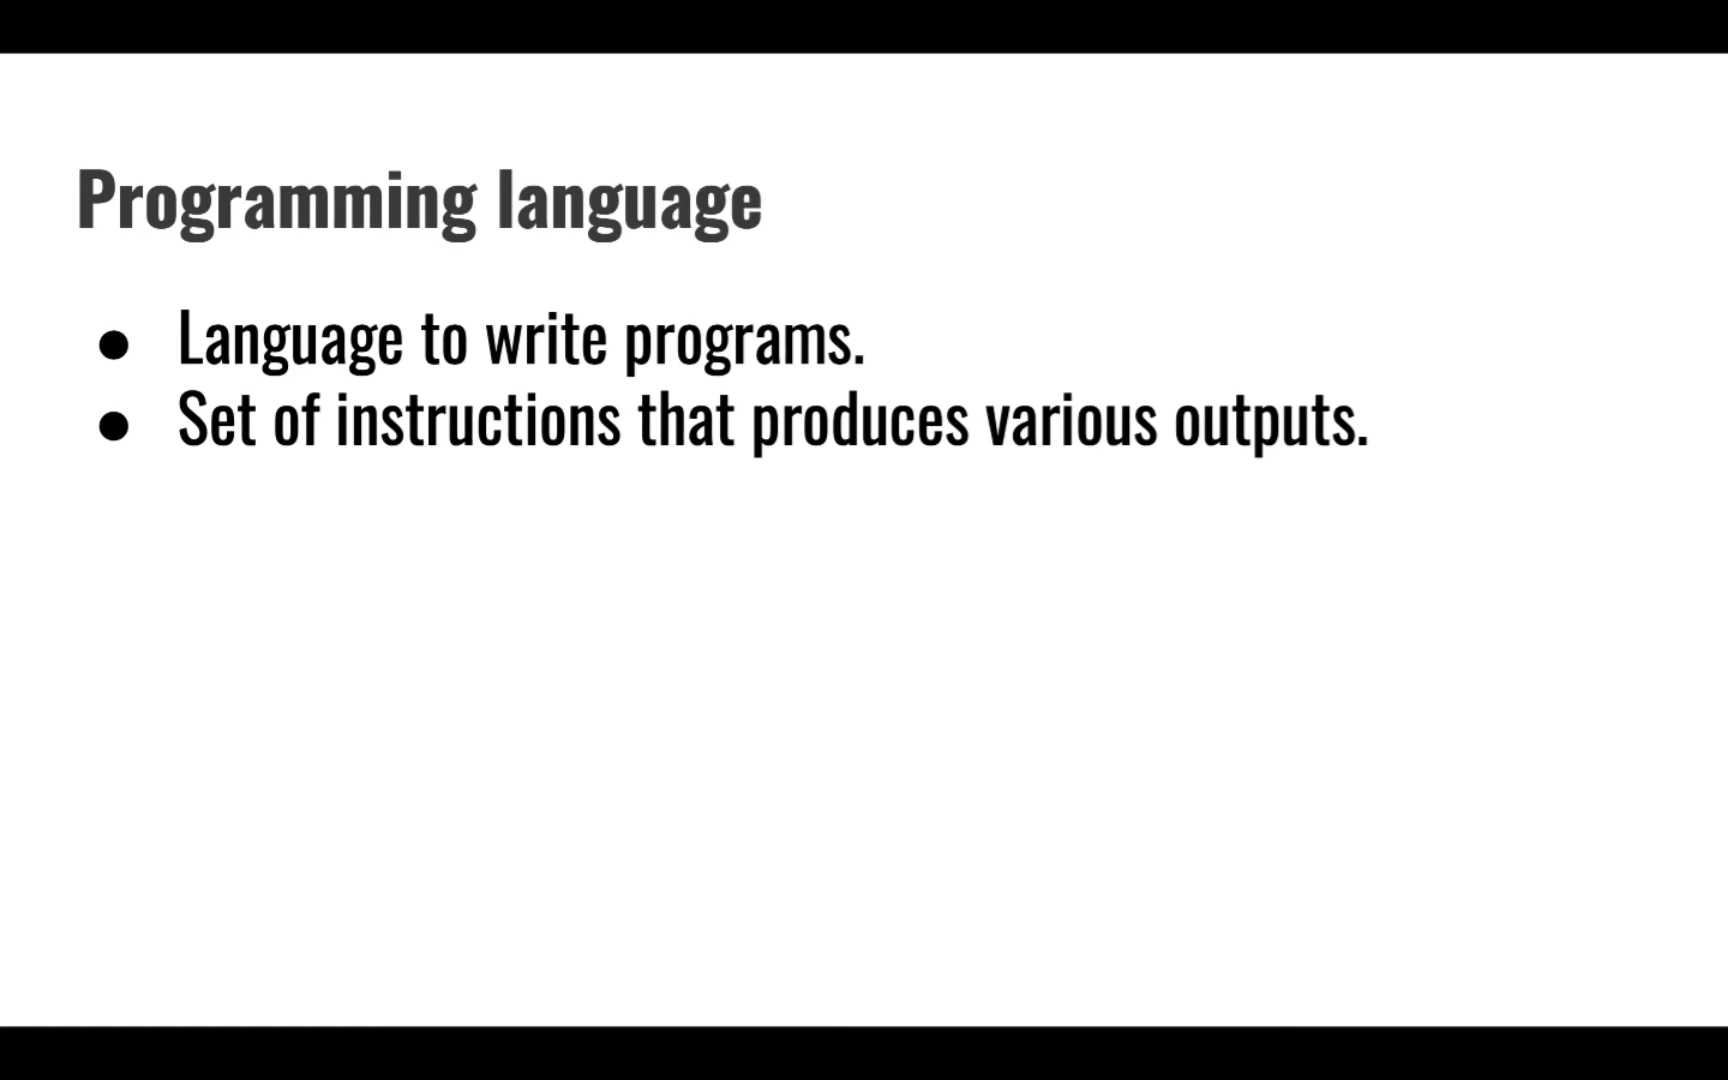 Programming language
● Language to write programs.
● Set of instructions that produces various outputs.